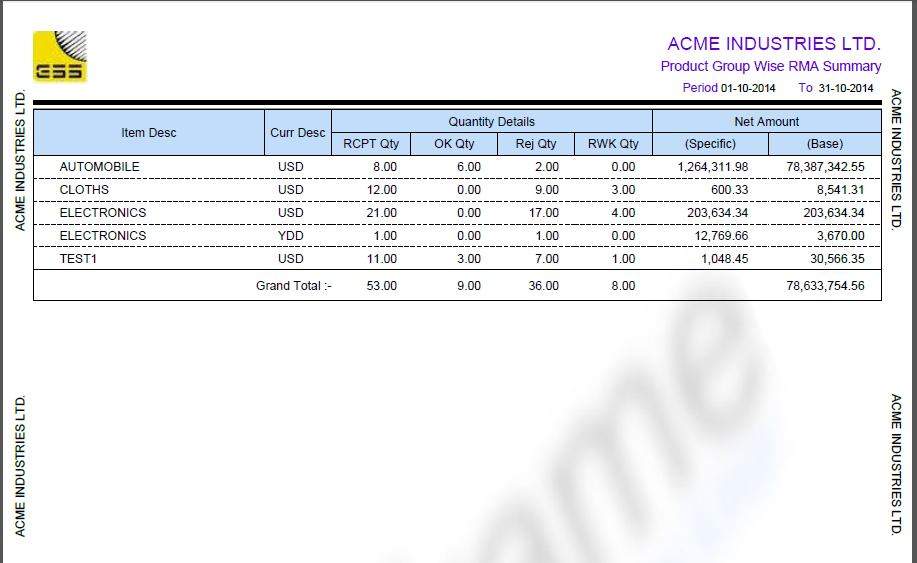 ESS
ACME INDUSTRIES LTD.
Product Group Wise RMA Summary
Period 01-10-2014 To 31-10-2014
Item Desc Curr Desc Quantity Details Net Amount
RCPT Qty OK Qty Rej Qty RWK Qty (Specific) (Base)
AUTOMOBILE USD 8.00 6.00 2.00 0.00 1,264,311.98 78,387,342.55
CLOTHS USD 12.00 0.00 9.00 3.00 600.33 8,541.31
ELECTRONICS USD 21.00 0.00 17.00 4.00 203,634.34 203,634.34
ELECTRONICS YDD 1.00 0.00 1.00 0.00 12,769.66 3,670.00
TEST1 USD 11.00 3.00 7.00 1.00 1,048.45 30,566.35
Grand Total :- 53.00 9.00 36.00 8.00 78,633,754.56
ACME INDUSTRIES LTD.
ACME INDUSTRIES LTD.
ACME INDUSTRIES LTD.
ACME INDUSTRIES LTD.
ame